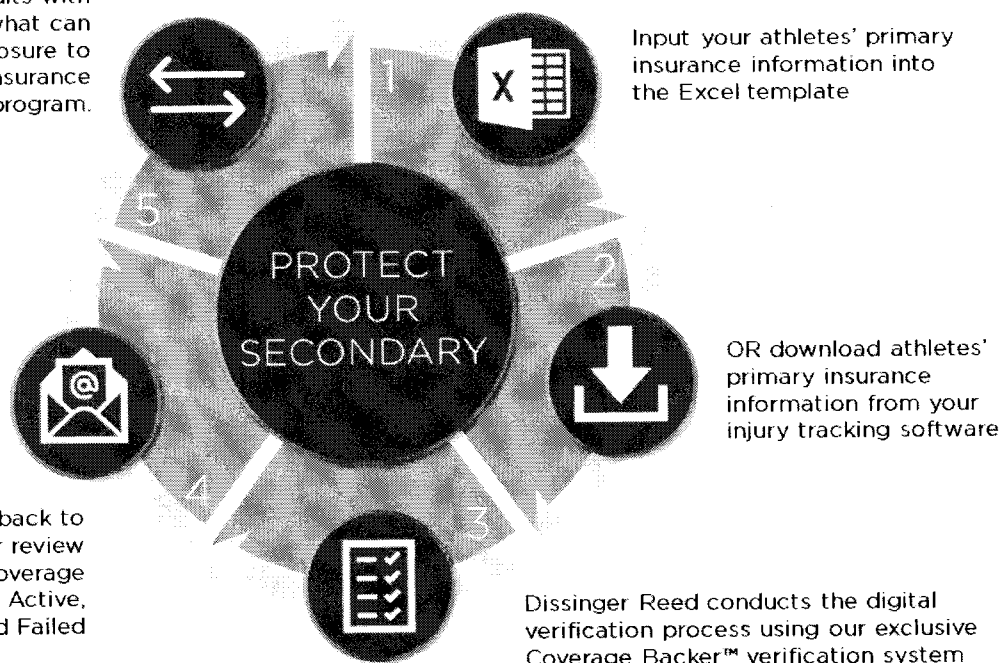 Input your athletes' primary
insurance information into
the Excel template
OR download athletes'
primary insurance
information from your
injury tracking software
Dissinger Reed conducts the digital
verification process using our exclusive
Coverage Backer™ verification system
back to
review
overage
Active,
d Failed
with
what can
osure to
nsurance
program.
PROTECT
YOUR
SECONDARY
1
2
3
4
5
X
@